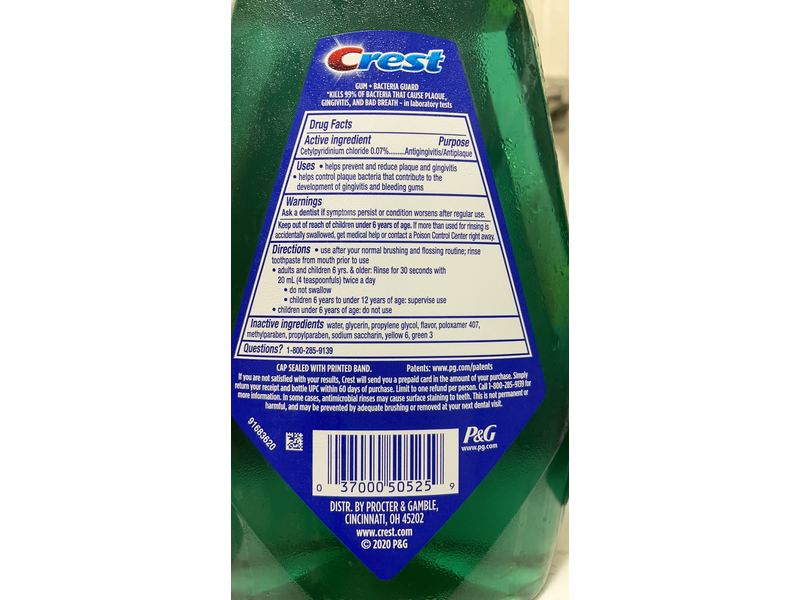 Crest
GUM • BACTERIA GUARD
*KILLS 99% OF BACTERIA THAT CAUSE PLAQUE,
GINGIVITIS, AND BAD BREATH – in laboratory tests
Drug Facts
Active ingredient Purpose
Cetylpyridinium chloride 0.07%.........Antigingivitis/Antiplaque
Uses • helps prevent and reduce plaque and gingivitis
• helps control plaque bacteria that contribute to the
development of gingivitis and bleeding gums
Warnings
Ask a dentist if symptoms persist or condition worsens after regular use.
Keep out of reach of children under 6 years of age. If more than used for rinsing is
accidentally swallowed, get medical help or contact a Poison Control Center right away.
Directions • use after your normal brushing and flossing routine; rinse
toothpaste from mouth prior to use
• adults and children 6 yrs. & older: Rinse for 30 seconds with
20 mL (4 teaspoonfuls) twice a day
• do not swallow
• children 6 years to under 12 years of age: supervise use
• children under 6 years of age: do not use
Inactive ingredients water, glycerin, propylene glycol, flavor, poloxamer 407,
methylparaben, propylparaben, sodium saccharin, yellow 6, green 3
Questions? 1-800-285-9139
CAP SEALED WITH PRINTED BAND. Patents: www.pg.com/patents
If you are not satisfied with your results, Crest will send you a prepaid card in the amount of your purchase. Simply
return your receipt and bottle UPC within 60 days of purchase. Limit to one refund per person. Call 1-800-285-9139 for
more information. In some cases, antimicrobial rinses may cause surface staining to teeth. This is not permanent or
harmful, and may be prevented by adequate brushing or removed at your next dental visit.
91683620
P&G
www.pg.com
0 37000 50525 9
DISTR. BY PROCTER & GAMBLE,
CINCINNATI, OH 45202
www.crest.com
© 2020 P&G